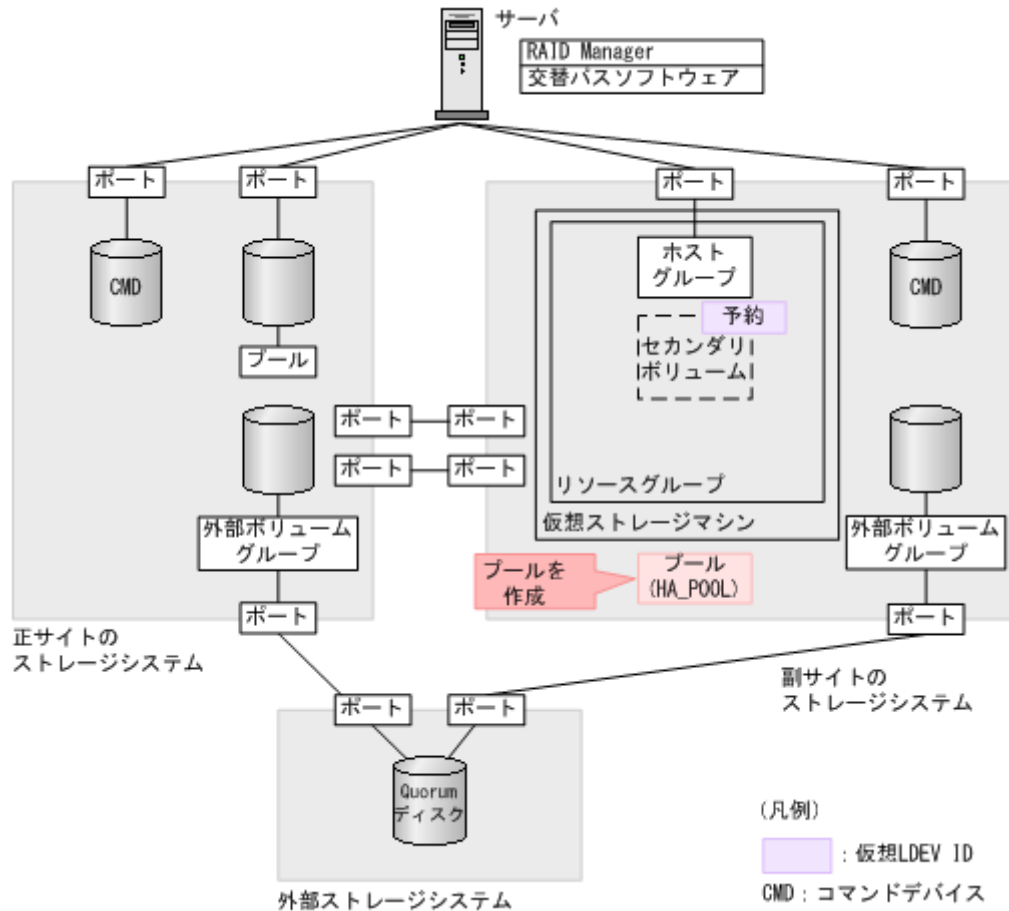 サーバ
RAID Manager
交替パスソフトウェア
ポート
ポート
ポート
ポート
CMD
プール
ホスト
グループ
予約
セカンダリ
ボリューム
CMD
ポート
ポート
ポート
ポート
リソースグループ
仮想ストレージマシン
外部ボリューム
グループ
外部ボリューム
グループ
プールを
作成
プール
(HA_POOL)
ポート
ポート
正サイトの
ストレージシステム
副サイトの
ストレージシステム
ポート
ポート
Quorum
ディスク
外部ストレージシステム
(凡例)
：仮想LDEV ID
CMD：コマンドデバイス